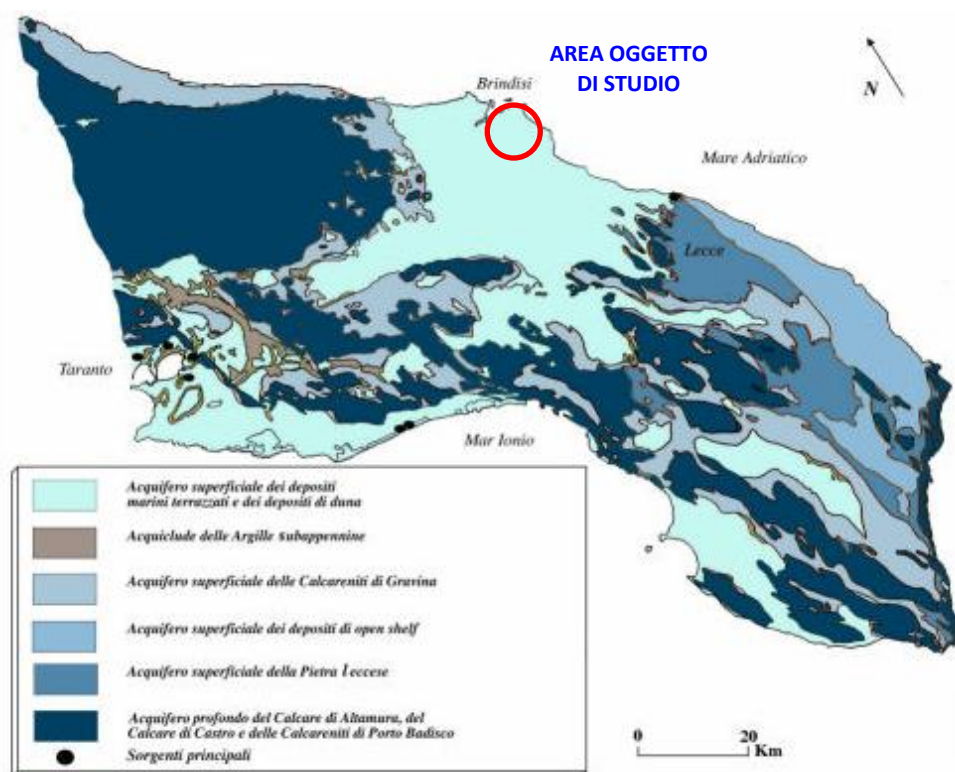 AREA OGGETTO
DI STUDIO
Brindisi
N
Mare Adriatico
Lecce
Taranto
Mar Ionio
Acquifero superficiale dei depositi
marini terrazzati e dei depositi di duna
Acquiclude delle Argille subappennine
Acquifero superficiale delle Calcareniti di Gravina
Acquifero superficiale dei depositi di open shelf
Acquifero superficiale della Pietra leccese
Acquifero profondo del Calcare di Altamura, del
Calcare di Castro e delle Calcareniti di Porto Badisco
Sorgenti principali
0 20
Km